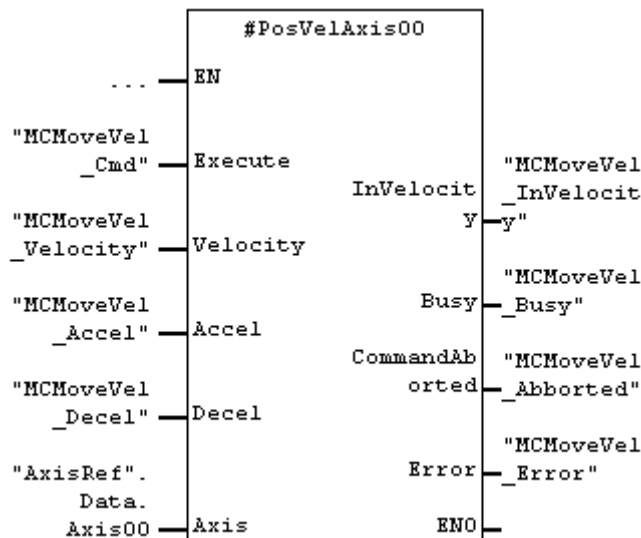 #PosVelAxis00
... EN
"MCMoveVel
_Cmd" Execute
"MCMoveVel
_Velocity" Velocity
"MCMoveVel
_Accel" Accel
"MCMoveVel
_Decel" Decel
"AxisRef".
Data.
Axis00 Axis
InVelocit
y
"MCMoveVel
_InVelocit
y"
Busy
"MCMoveVel
_Busy"
CommandAb
orted
"MCMoveVel
_Abborted"
Error
"MCMoveVel
_Error"
ENO